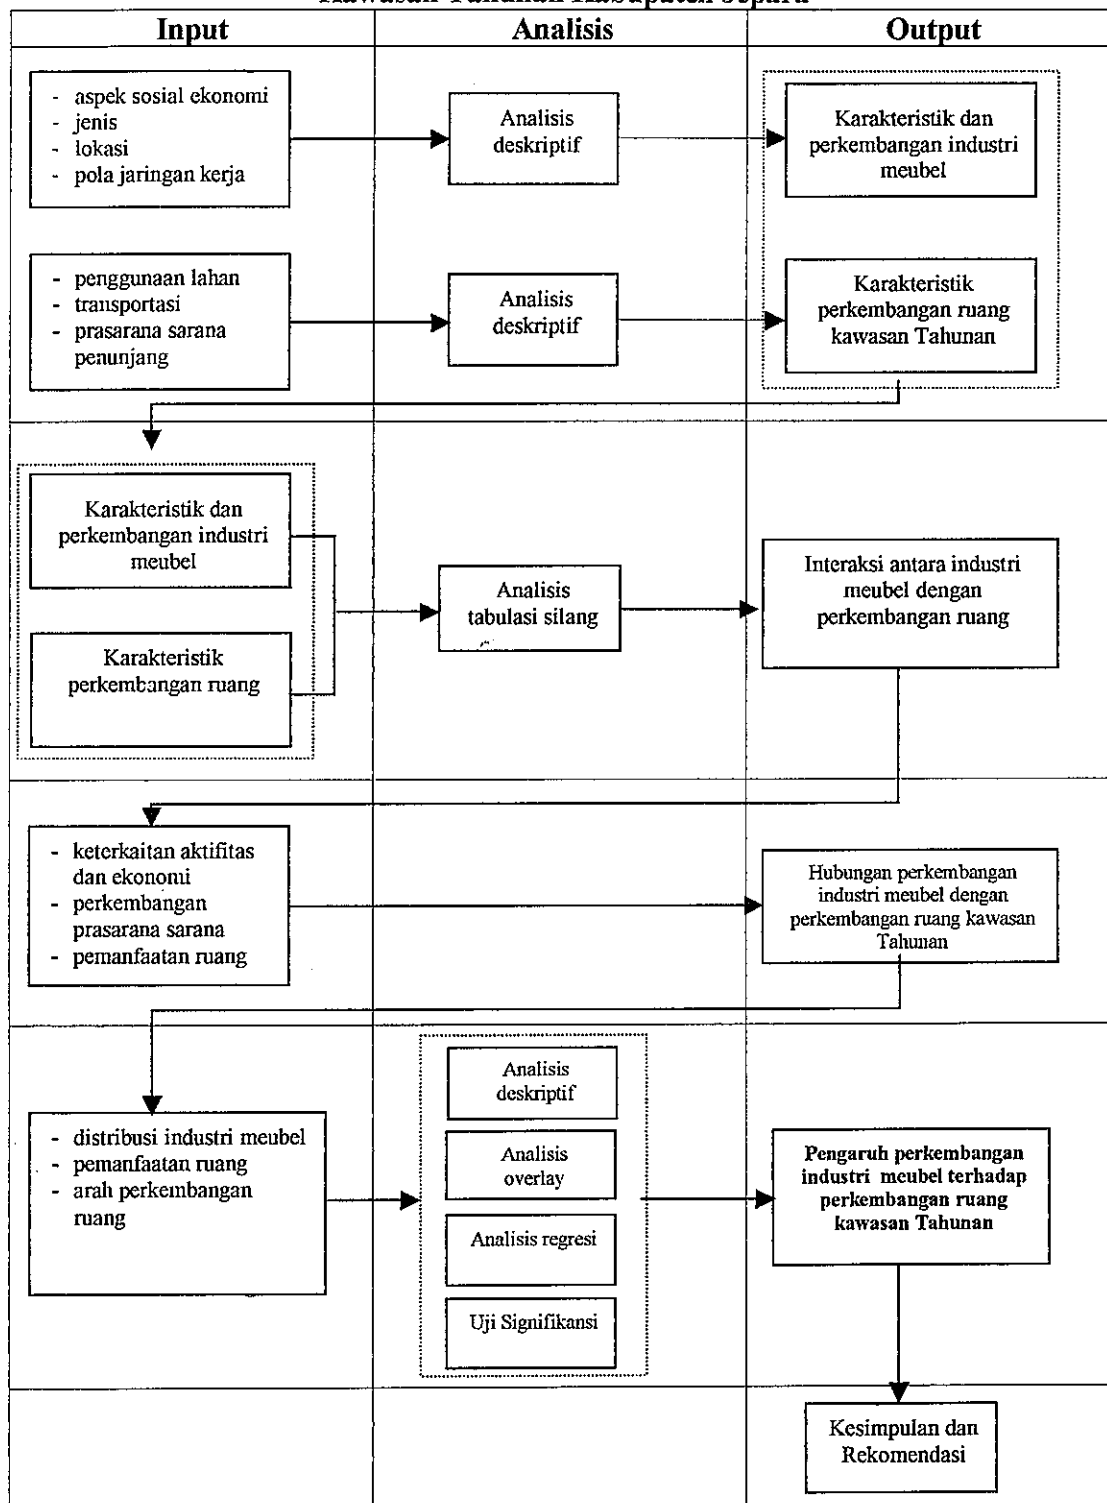 Kawasan Tahunan Kabupaten Jepara
Input
Analisis
Output
- aspek sosial ekonomi
- jenis
- lokasi
- pola jaringan kerja
Analisis
deskriptif
Karakteristik dan
perkembangan industri
meubel
- penggunaan lahan
- transportasi
- prasarana sarana
penunjang
Analisis
deskriptif
Karakteristik
perkembangan ruang
kawasan Tahunan
Karakteristik dan
perkembangan industri
meubel
Karakteristik
perkembangan ruang
Analisis
tabulasi silang
Interaksi antara industri
meubel dengan
perkembangan ruang
- keterkaitan aktifitas
dan ekonomi
- perkembangan
prasarana sarana
- pemanfaatan ruang
Hubungan perkembangan
industri meubel dengan
perkembangan ruang kawasan
Tahunan
- distribusi industri meubel
- pemanfaatan ruang
- arah perkembangan
ruang
Analisis
deskriptif
Analisis
overlay
Analisis regresi
Uji Signifikansi
Pengaruh perkembangan
industri meubel terhadap
perkembangan ruang
kawasan Tahunan
Kesimpulan dan
Rekomendasi